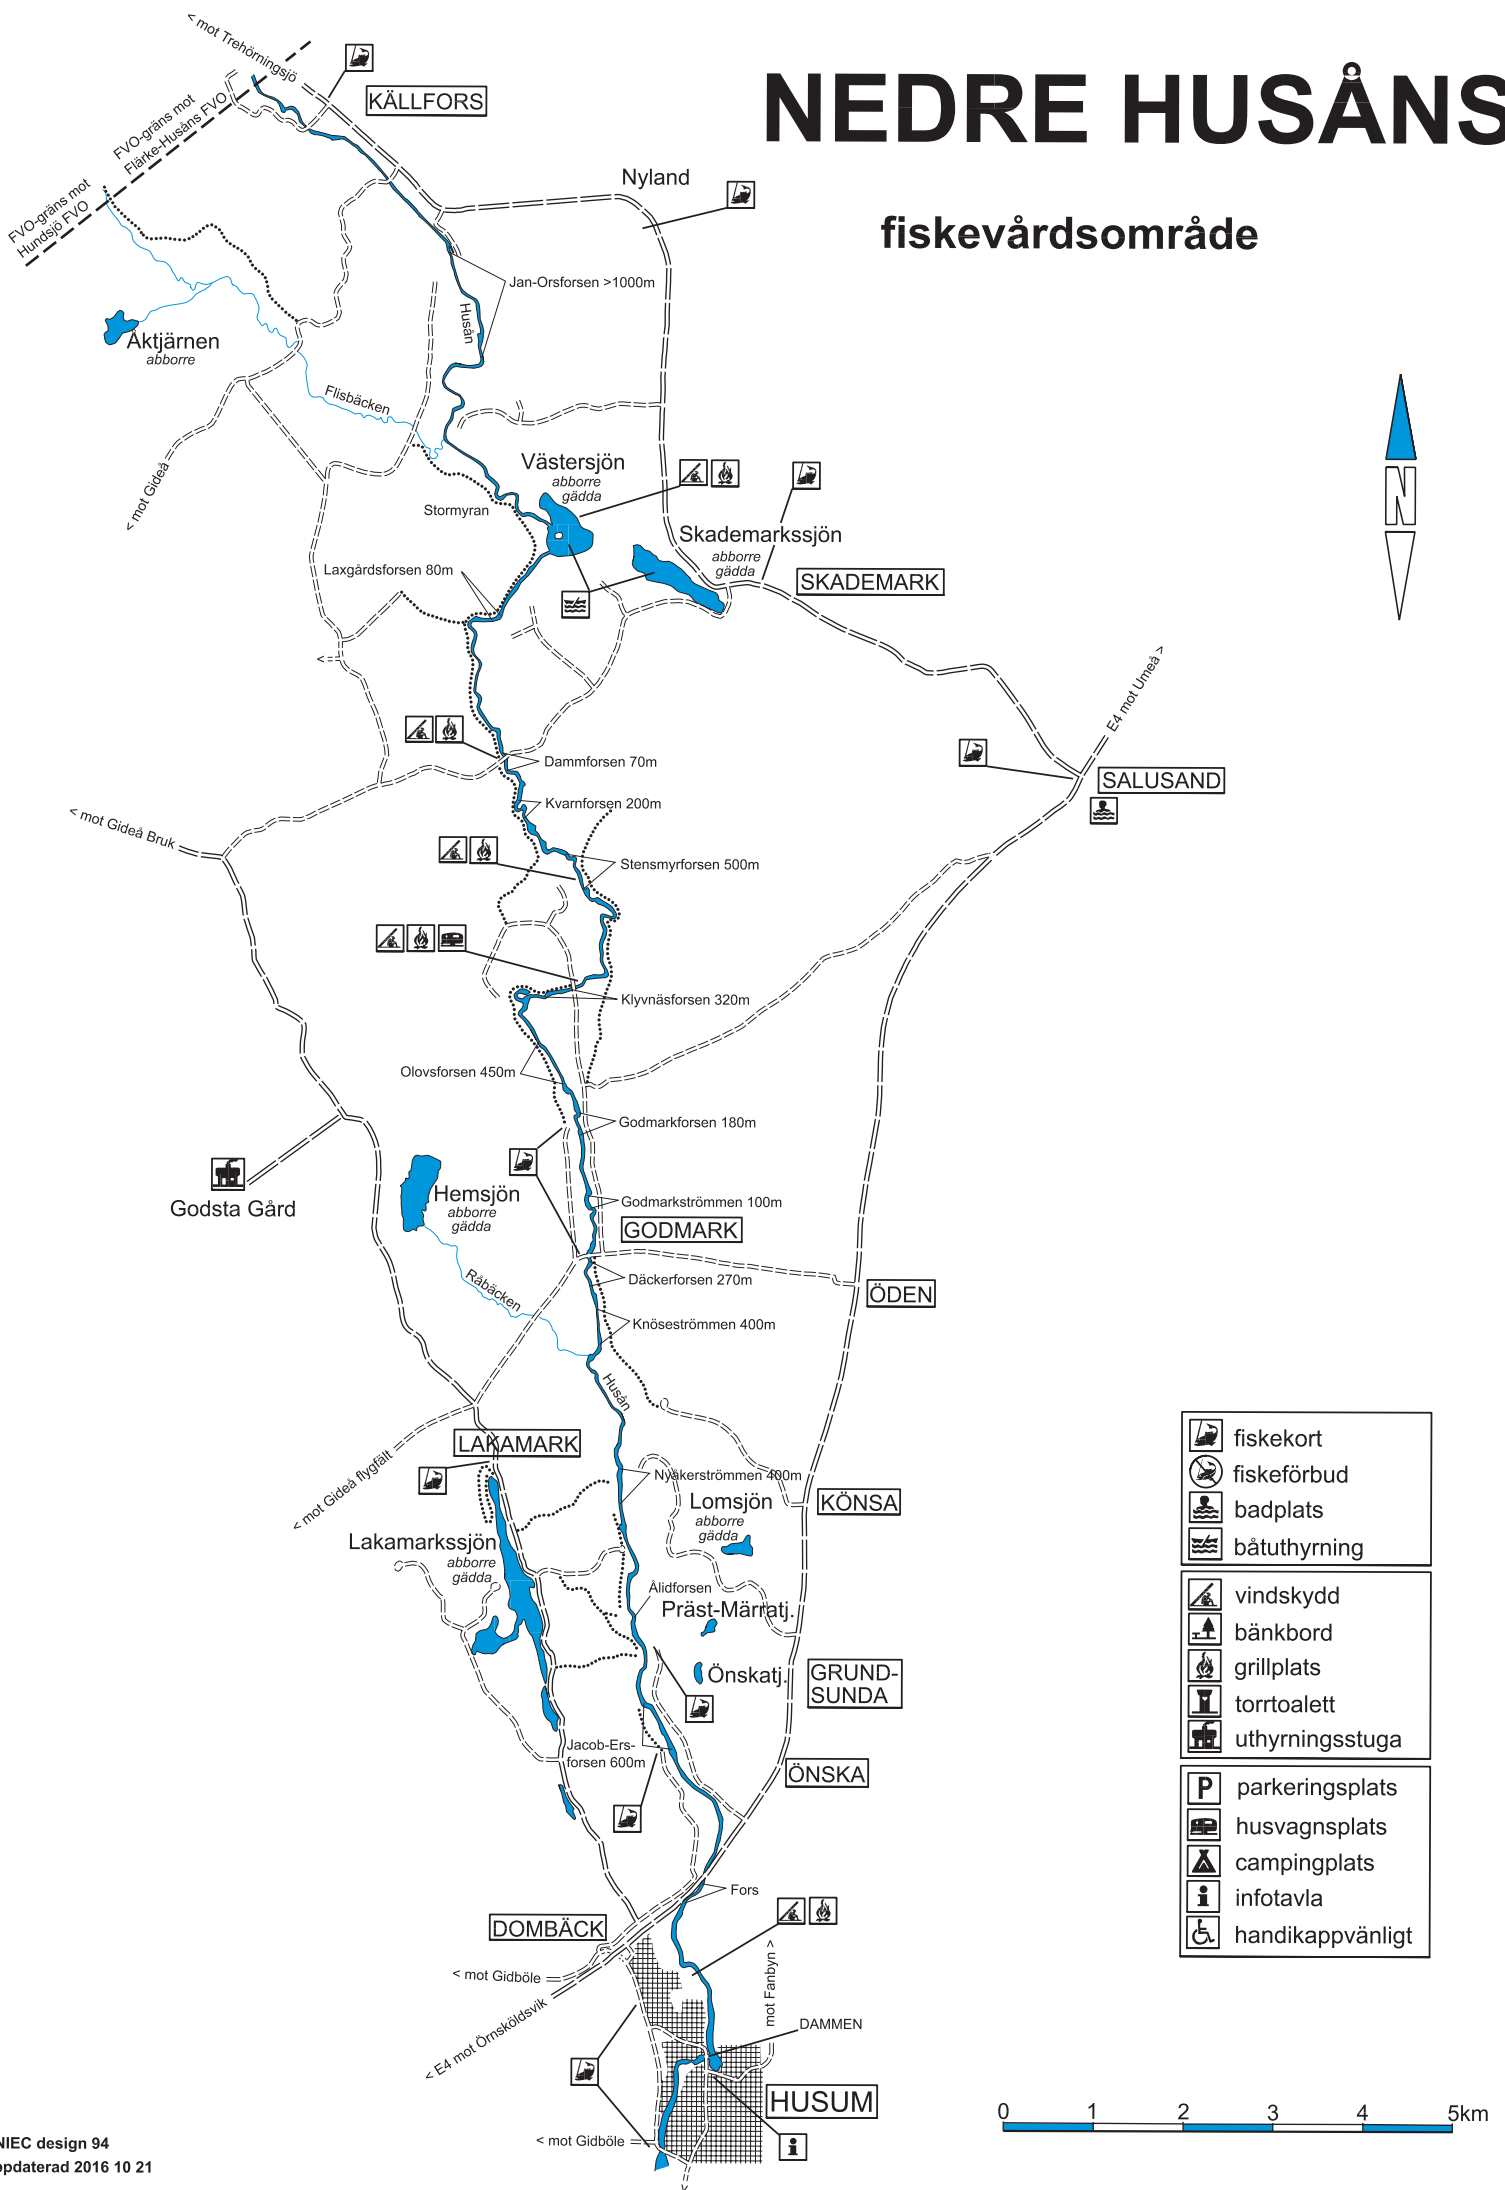 NEDRE HUSÅNS
fiskevårdsområde
< mot Trehörningsjö
KÄLLFORS
FVO-gräns mot
Flärke-Husåns FVO
FVO-gräns mot
Hundsjö FVO
Nyland
Jan-Orsforsen >1000m
Husån
Åktjärnen
abborre
Flisbäcken
< mot Gideå
Västersjön
abborre
gädda
Stormyran
Skademarkssjön
abborre
gädda
SKADEMARK
Laxgårdsforsen 80m
N
E4 mot Umeå >
SALUSAND
Dammforsen 70m
Kvarnforsen 200m
< mot Gideå Bruk
Stensmyrforsen 500m
Klyvnäsforsen 320m
Olovsforsen 450m
Godmarkforsen 180m
Godsta Gård
Hemsjön
abborre
gädda
Godmarkströmmen 100m
GODMARK
Råbäcken
Däckerforsen 270m
ÖDEN
Knöseströmmen 400m
Husån
LAKAMARK
< mot Gideå flygfält
Nyåkerströmmen 400m
Lomsjön
abborre
gädda
KÖNSA
Lakamarkssjön
abborre
gädda
Ålidforsen
Präst-Märratj.
Önskatj.
GRUND-
SUNDA
Jacob-Ers-
forsen 600m
ÖNSKA
Fors
DOMBÄCK
< mot Gidböle
< E4 mot Örnsköldsvik
mot Fanbyn >
DAMMEN
HUSUM
< mot Gidböle
fiskekort
fiskeförbud
badplats
båtuthyrning
vindskydd
bänkbord
grillplats
torrtoalett
uthyrningsstuga
P parkeringsplats
husvagnsplats
campingplats
i infotavla
handikappvänligt
0 1 2 3 4 5km
NIEC design 94
ppdaterad 2016 10 21